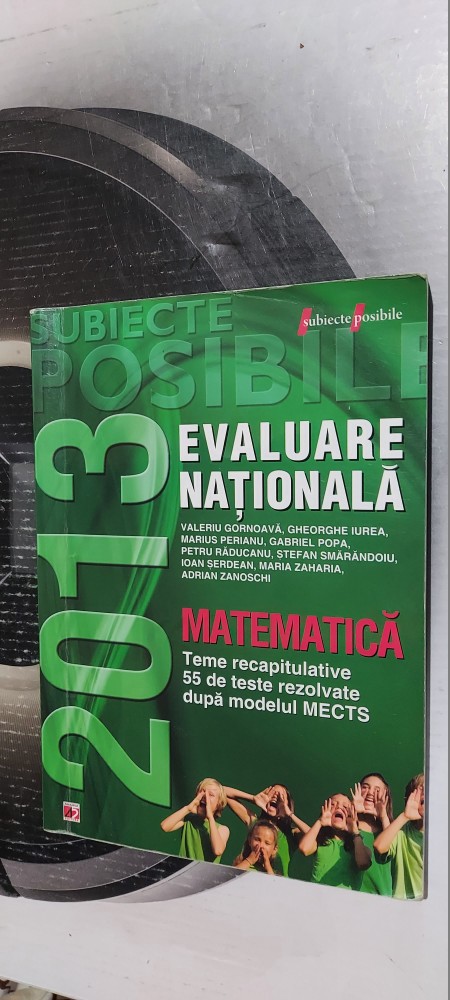 SUBIECTE
POSIBILE
subiecte posibile
2013
EVALUARE
NAȚIONALĂ
VALERIU GORNOAVĂ, GHEORGHE IUREA,
MARIUS PERIANU, GABRIEL POPA,
PETRU RĂDUCANU, ȘTEFAN SMĂRĂNDOIU,
IOAN ȘERDEAN, MARIA ZAHARIA,
ADRIAN ZANOSCHI
MATEMATICĂ
Teme recapitulative
55 de teste rezolvate
după modelul MECTS